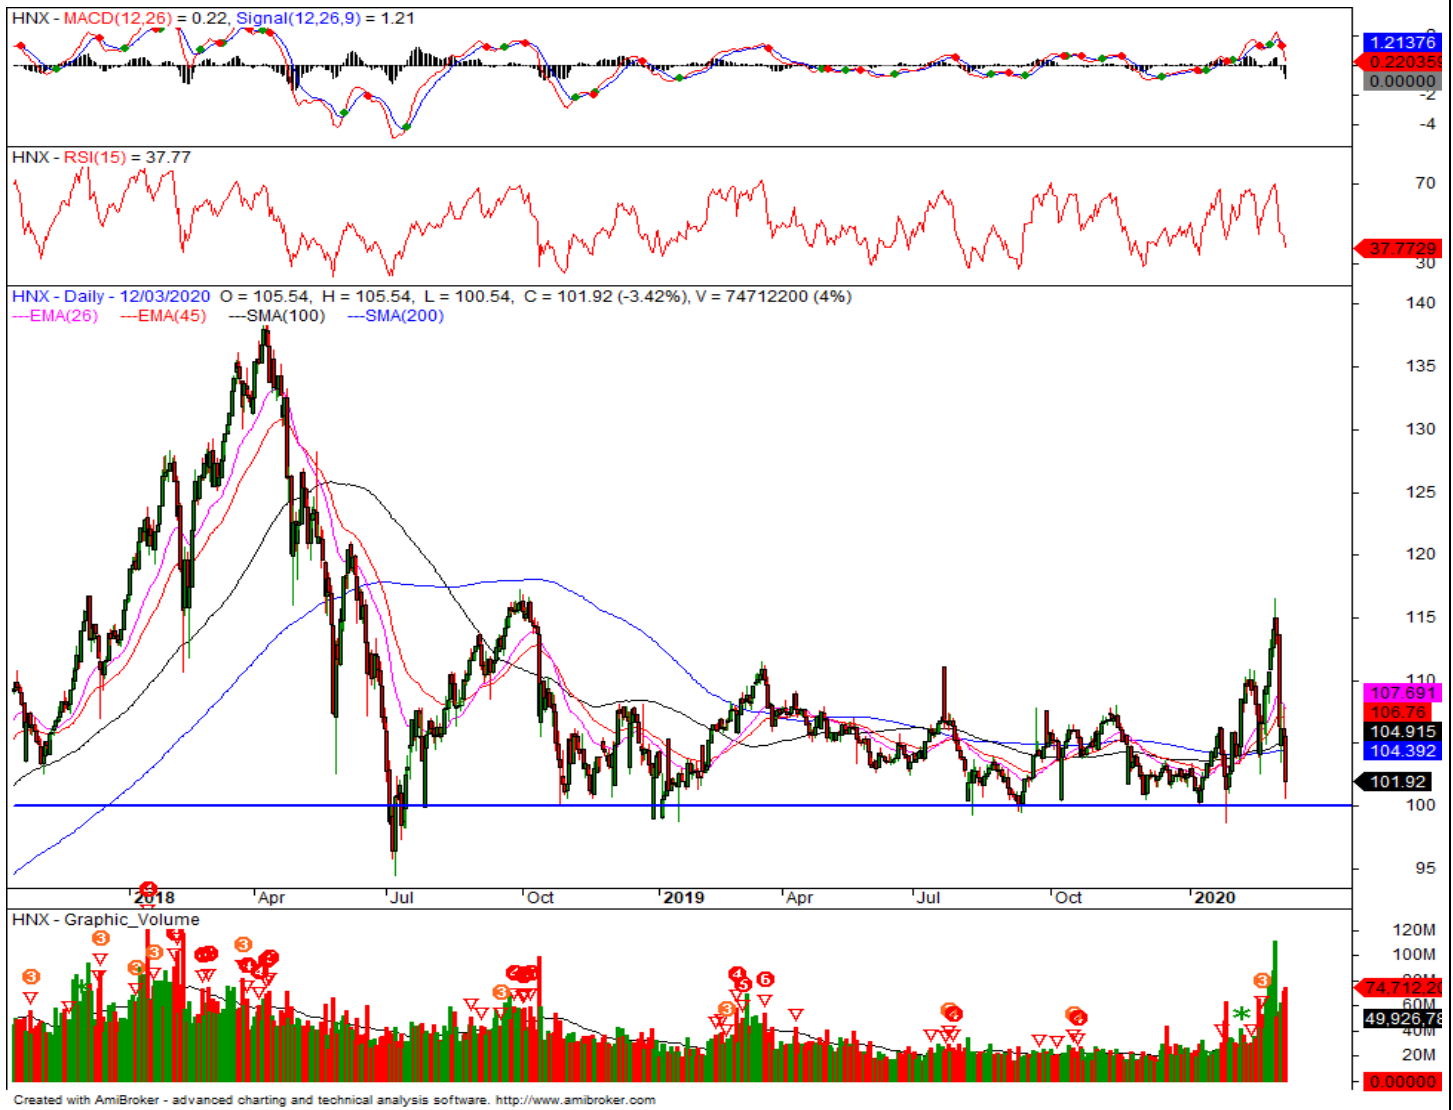 HNX - MACD(12,26) = 0.22, Signal(12,26,9) = 1.21
1.21376
0.220359
0.00000
-2
-4
HNX - RSI(15) = 37.77
70
37.7729
30
HNX - Daily - 12/03/2020 O = 105.54, H = 105.54, L = 100.54, C = 101.92 (-3.42%), V = 74712200 (4%)
---EMA(26) ---EMA(45) ---SMA(100) ---SMA(200)
140
135
130
125
120
115
110
107.691
106.76
104.915
104.392
101.92
100
95
2018 Apr Jul Oct 2019 Apr Jul Oct 2020
HNX - Graphic_Volume
120M
100M
74,712,20
60M
49,926,78
40M
20M
0.00000
Created with AmiBroker - advanced charting and technical analysis software. http://www.amibroker.com